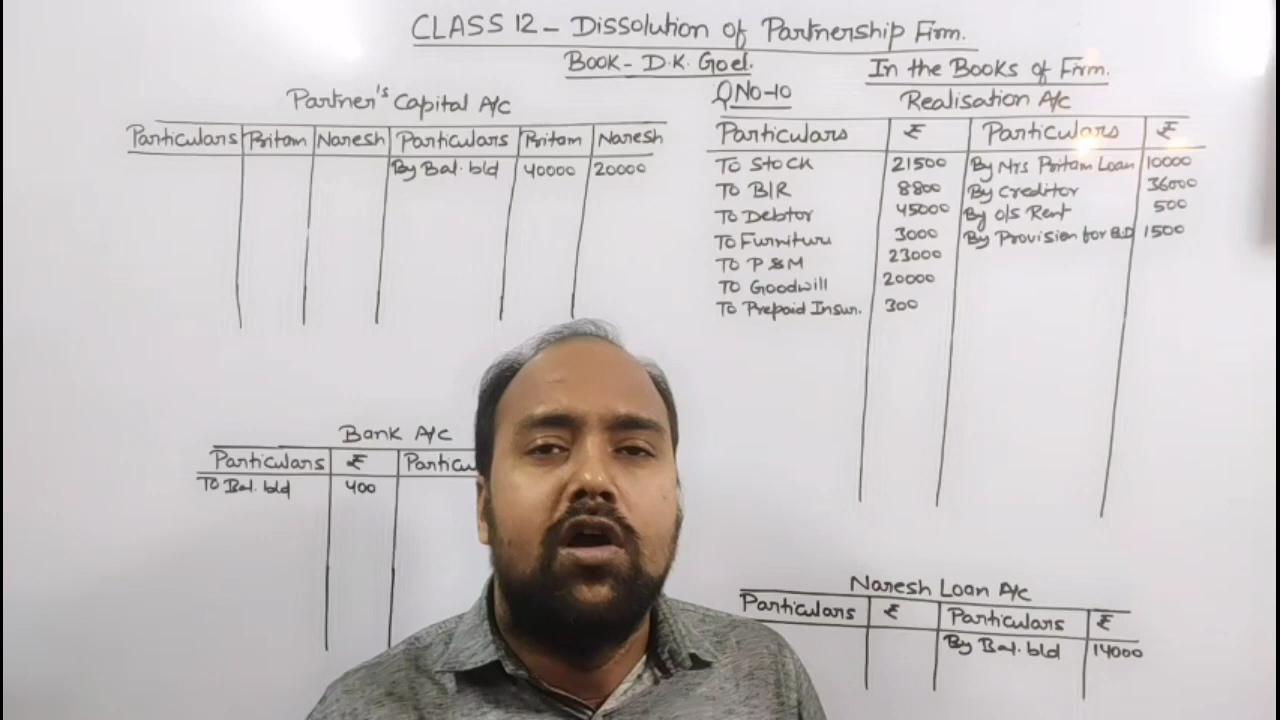 CLASS 12 - Dissolution of Partnership Firm.
Book - D.K. Goel.
In the Books of Firm.
Partner's Capital A/c
Particulars Pritam Naresh Particulars Pritam Naresh
By Bal. b/d 40000 20000
QNo-10
Realisation A/c
Particulars ₹ Particulars ₹
To Stock 21500 By Mrs Pritam Loan 10000
To B/R 8800 By Creditor 36000
To Debtor 45000 By o/s Rent 500
To Furniture 3000 By Provision for B.D 1500
To P&M 23000
To Goodwill 20000
To Prepaid Insur. 300
Bank A/c
Particulars ₹
To Bal. b/d 400
Naresh Loan A/c
Particulars ₹ Particulars ₹
By Bal. b/d 14000